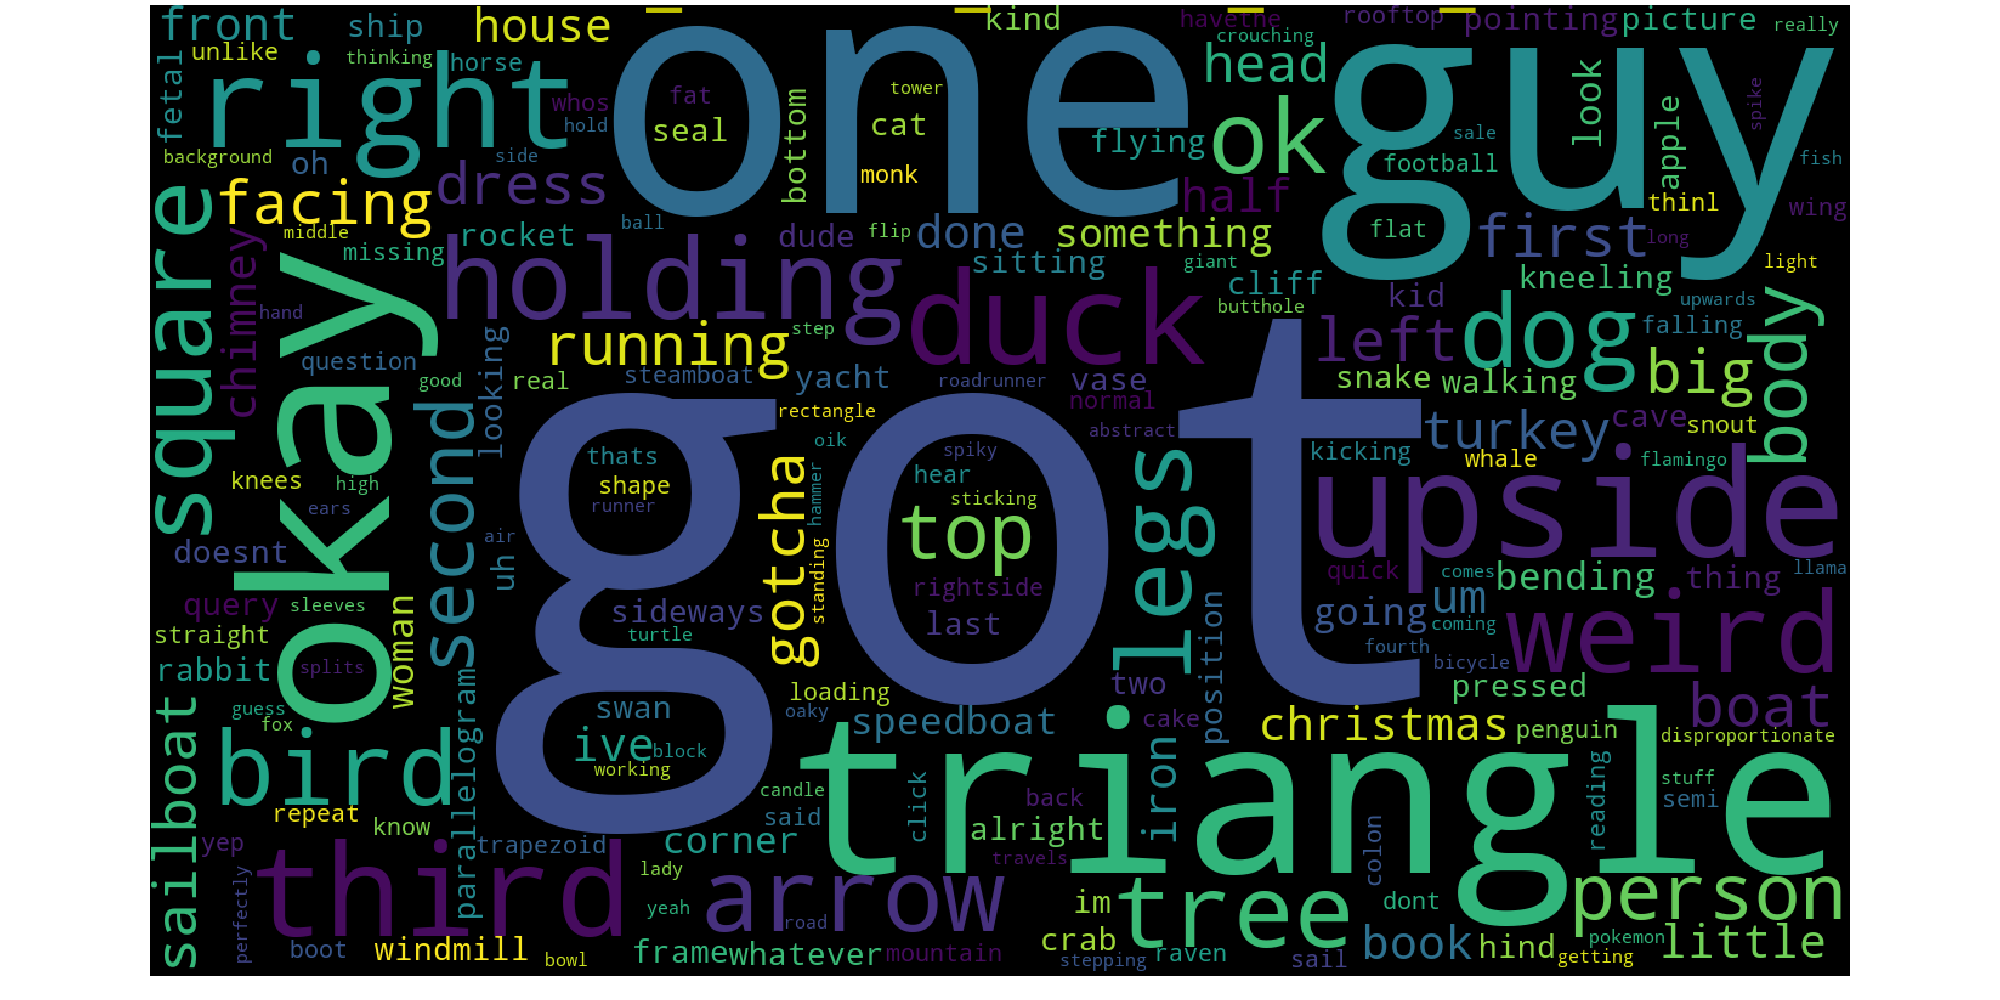 front
ship
house
one
kind
havethe
rooftop
pointing
picture
really
unlike
thinking
horse
right
guy
crouching
head
fetal
whos
hold
fat
seal
bottom
tower
cat
flying
ok
sale
look
apple
spike
football
fish
background
oh
side
dress
monk
half
thinl
wing
square
facing
middle
missing
rocket
ball
dude
flip
done
something
flat
first
long
chimney
okay
holding
sitting
giant
cliff
kneeling
light
hand
duck
butthole
kid
dog
upwards
body
question
looking
running
step
left
falling
good
real
steamboat
yacht
roadrunner
vase
snake
walking
big
second
rectangle
normal
got
oik
abstract
turkey
cave
snout
knees
high
thats
shape
gotcha
hammer
spiky
hear
sticking
legs
kicking
whale
flamingo
ears
runner
top
upside
doesnt
air
uh
standing
rightside
quick
comes
bending
thing
llama
query
sleeves
woman
sideways
last
position
going
um
coming
weird
straight
turtle
fourth
rabbit
splits
bicycle
sailboat
guess
fox
parallelogram
swan
loading
oaky
two
cake
pressed
boat
bird
ive
block
working
speedboat
iron
christmas
penguin
disproportionate
triangle
repeat
know
candle
said
click
back
reading
stuff
semi
yep
trapezoid
corner
alright
colon
perfectly
third
lady
travels
yeah
arrow
road
im
tree
dont
person
boot
windmill
bowl
frame
whatever
mountain
crab
stepping
raven
sail
book
hind
pokemon
getting
little